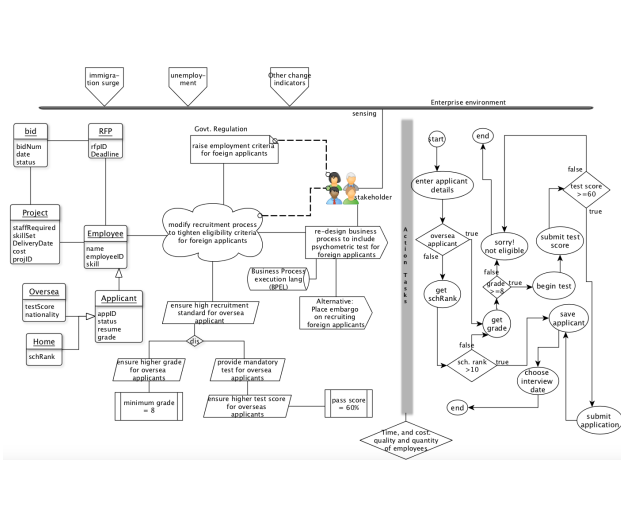 immigra-
tion surge
unemploy-
ment
Other change
indicators
Enterprise environment
sensing
bid
bidNum
date
status
RFP
rfpID
Deadline
Govt. Regulation
raise employment criteria
for foeign applicants
stakeholder
Project
staffRequired
skillSet
DeliveryDate
cost
projID
Employee
name
employeeID
skill
modify recruitment process
to tighten eligibility criteria
for foreign applicants
re-design business
process to include
psychometric test for
foreign applicants
Business Process
execution lang
(BPEL)
Alternative:
Place embargo
on recruiting
foreign applicants
Oversea
testScore
nationality
Applicant
appID
status
resume
grade
Home
schRank
ensure high recruitment
standard for oversea
applicant
dis
ensure higher grade
for oversea
applicants
provide mandatory
test for oversea
applicants
minimum grade
= 8
ensure higher test score
for overseas
applicants
pass score
= 60%
Action Tasks
Time, and cost.
quality and quantity
of employees
start
end
enter applicant
details
oversea
applicant
true
false
sorry!
not eligible
false
test score
>=60
true
submit test
score
false
grade
>=8
true
begin test
get
schRank
get
grade
save
applicant
false
sch. rank
>10
true
choose
interview
date
end
submit
application